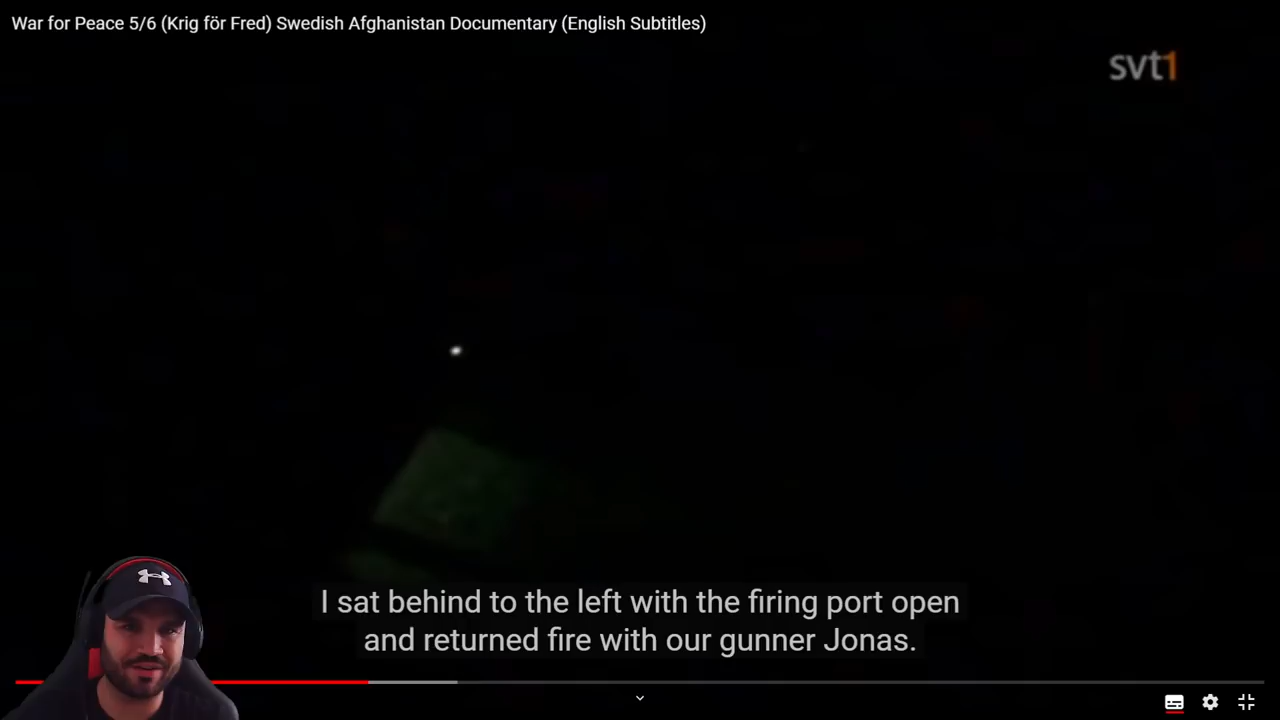 War for Peace 5/6 (Krig för Fred) Swedish Afghanistan Documentary (English Subtitles)
svt1
I sat behind to the left with the firing port open
and returned fire with our gunner Jonas.